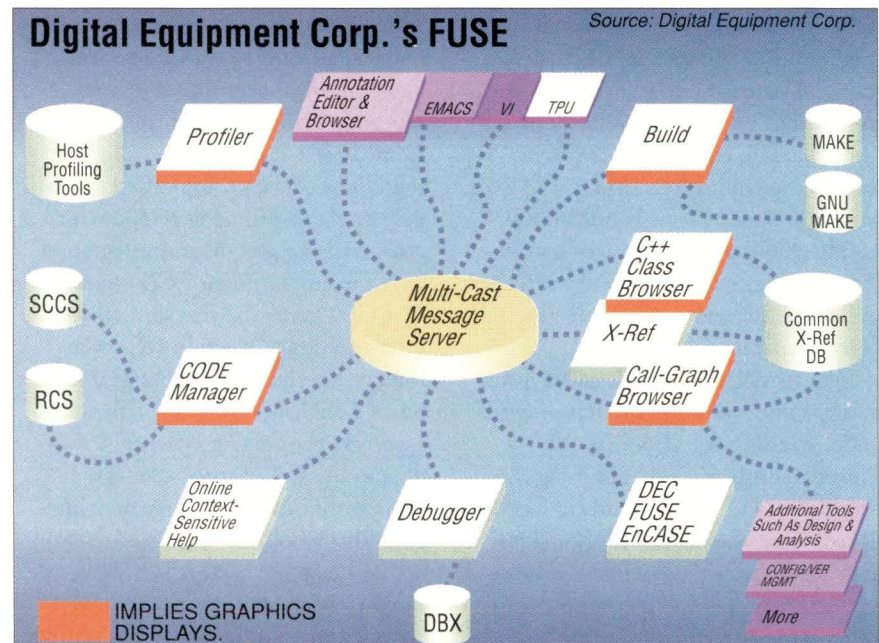 Digital Equipment Corp.'s FUSE
Source: Digital Equipment Corp.
Annotation
Editor &
Browser
EMACS
VI
TPU
Host
Profiling
Tools
Profiler
Build
MAKE
GNU
MAKE
C++
Class
Browser
Multi-Cast
Message
Server
X-Ref
Common
X-Ref
DB
SCCS
RCS
CODE
Manager
Call-Graph
Browser
Online
Context-
Sensitive
Help
Debugger
DEC
FUSE
EnCASE
Additional Tools
Such As Design &
Analysis
CONFIG/VER
MGMT
More
DBX
IMPLIES GRAPHICS
DISPLAYS.